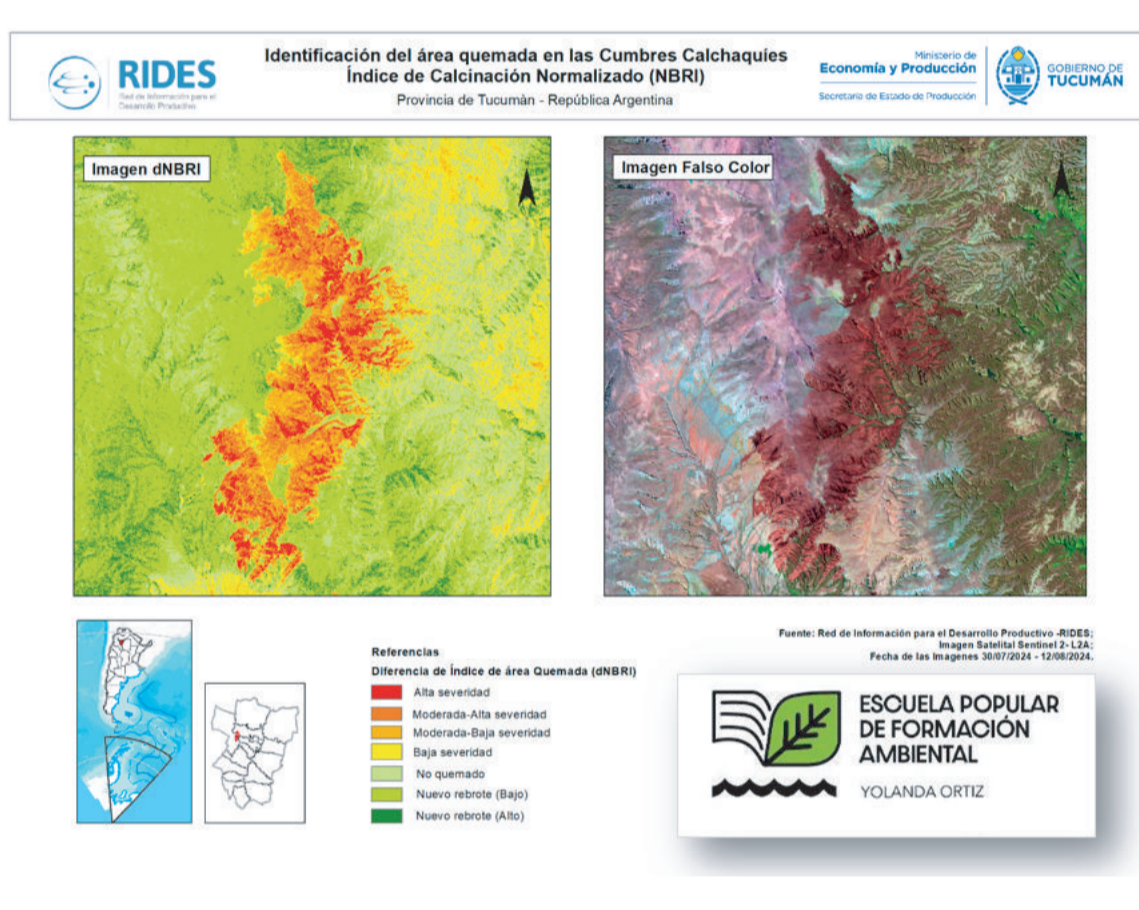 RIDES
Red de Información para el
Desarrollo Productivo
Identificación del área quemada en las Cumbres Calchaquíes
Índice de Calcinación Normalizado (NBRI)
Provincia de Tucumàn - República Argentina
Ministerio de
Economía y Producción
Secretaría de Estado de Producción
GOBIERNO DE
TUCUMÁN
Imagen dNBRI
Imagen Falso Color
Referencias
Diferencia de Índice de área Quemada (dNBRI)
Alta severidad
Moderada-Alta severidad
Moderada-Baja severidad
Baja severidad
No quemado
Nuevo rebrote (Bajo)
Nuevo rebrote (Alto)
Fuente: Red de Información para el Desarrollo Productivo -RIDES;
Imagen Satelital Sentinel 2- L2A;
Fecha de las Imagenes 30/07/2024 - 12/08/2024.
ESCUELA POPULAR
DE FORMACIÓN
AMBIENTAL
YOLANDA ORTIZ